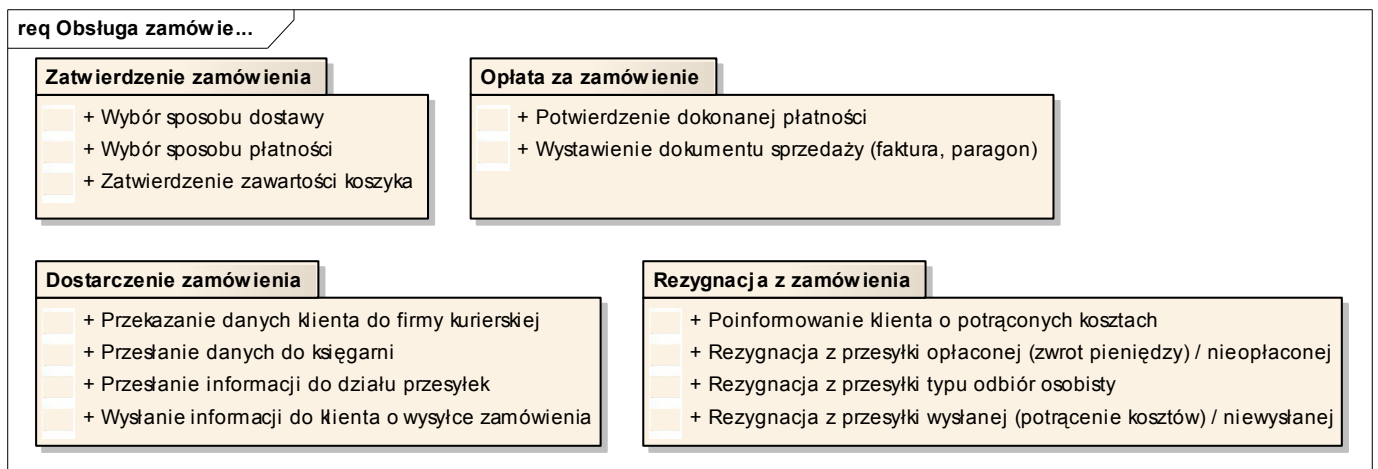 req Obsługa zamówie...
Zatwierdzenie zamówienia
+ Wybór sposobu dostawy
+ Wybór sposobu płatności
+ Zatwierdzenie zawartości koszyka
Opłata za zamówienie
+ Potwierdzenie dokonanej płatności
+ Wystawienie dokumentu sprzedaży (faktura, paragon)
Dostarczenie zamówienia
+ Przekazanie danych klienta do firmy kurierskiej
+ Przesłanie danych do księgarni
+ Przesłanie informacji do działu przesyłek
+ Wysłanie informacji do klienta o wysyłce zamówienia
Rezygnacja z zamówienia
+ Poinformowanie klienta o potrąconych kosztach
+ Rezygnacja z przesyłki opłaconej (zwrot pieniędzy) / nieopłaconej
+ Rezygnacja z przesyłki typu odbiór osobisty
+ Rezygnacja z przesyłki wysłanej (potrącenie kosztów) / niewysłanej